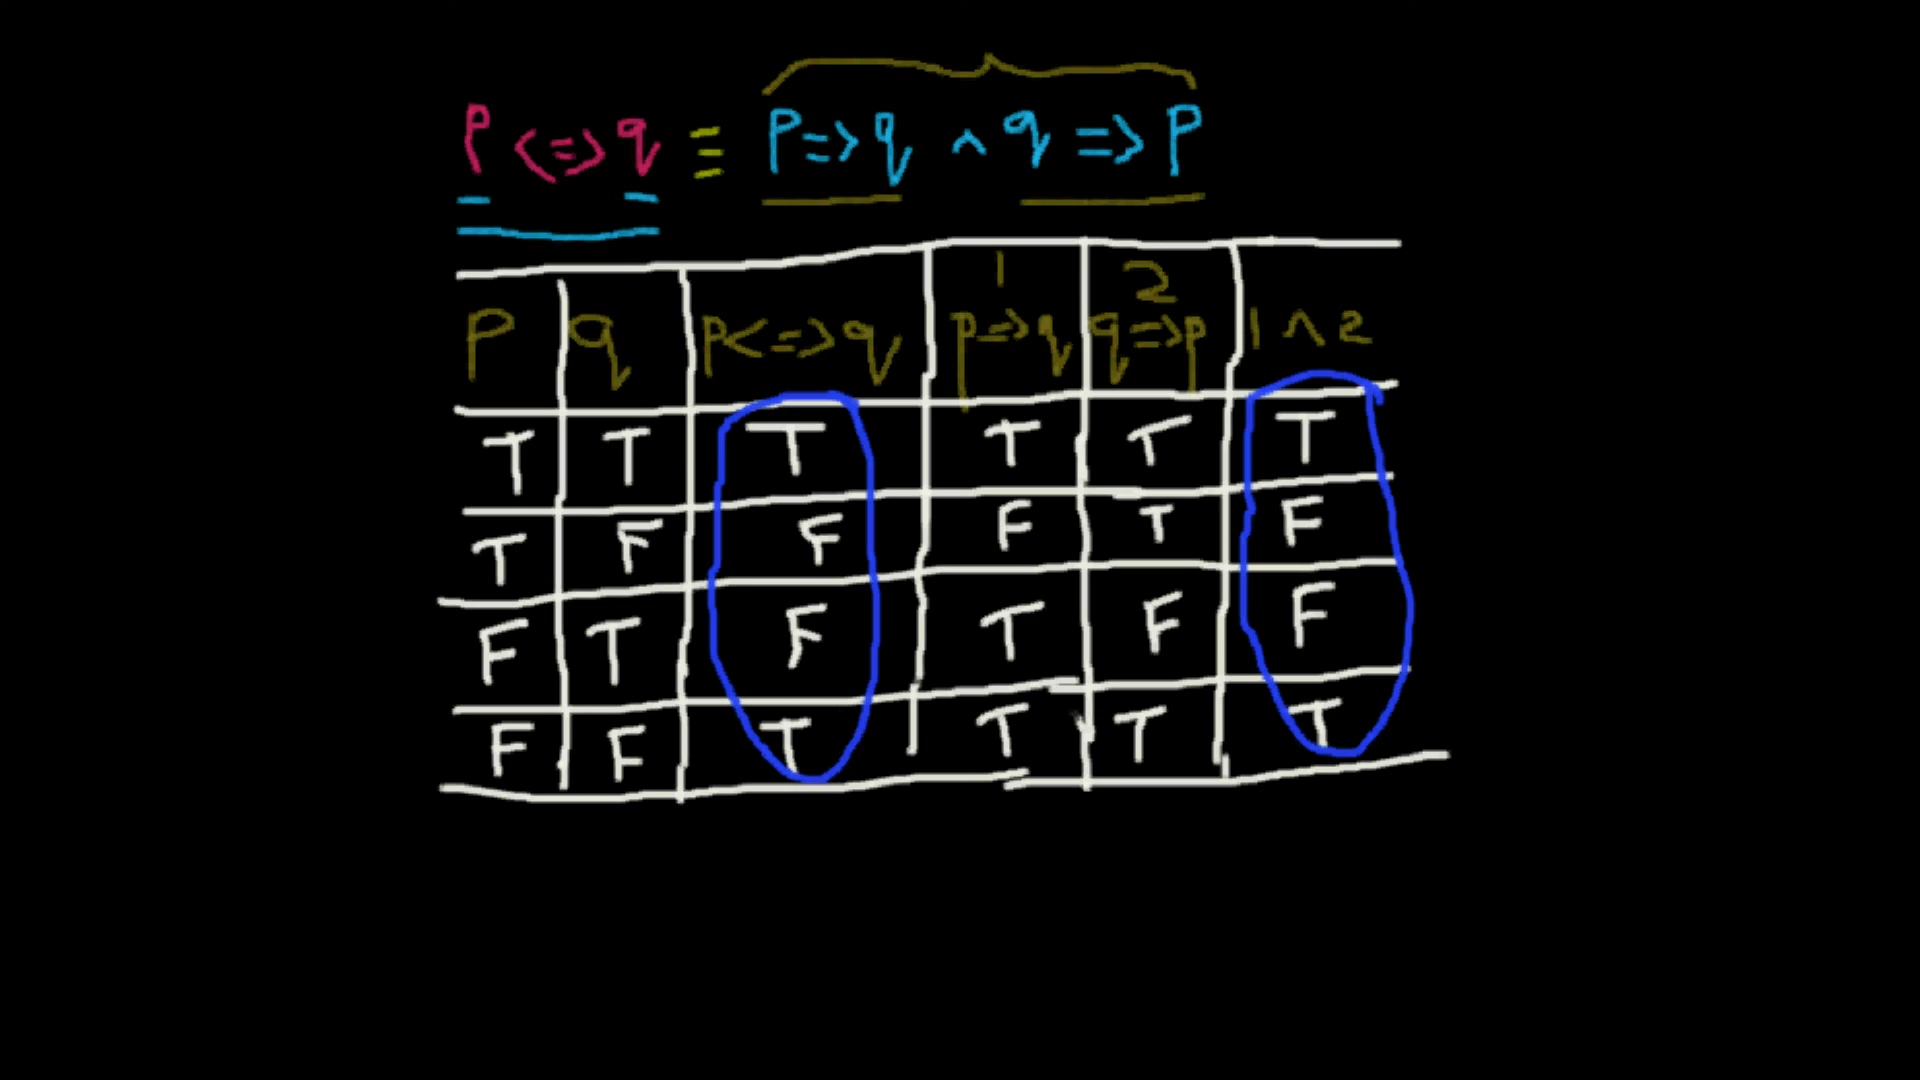 p <=> q ≡ p => q ^ q => p
1 2
p q p <=> q p => q q => p 1 ^ 2
T T T T T T
T F F F T F
F T F T F F
F F T T T T